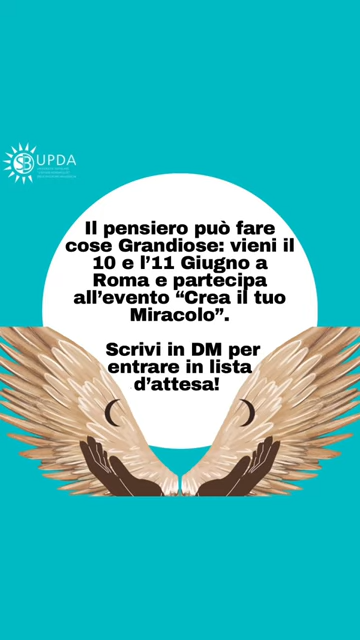 UPDA
Il pensiero può fare
cose Grandiose: vieni il
10 e l’11 Giugno a
Roma e partecipa
all’evento “Crea il tuo
Miracolo”.
Scrivi in DM per
entrare in lista
d’attesa!